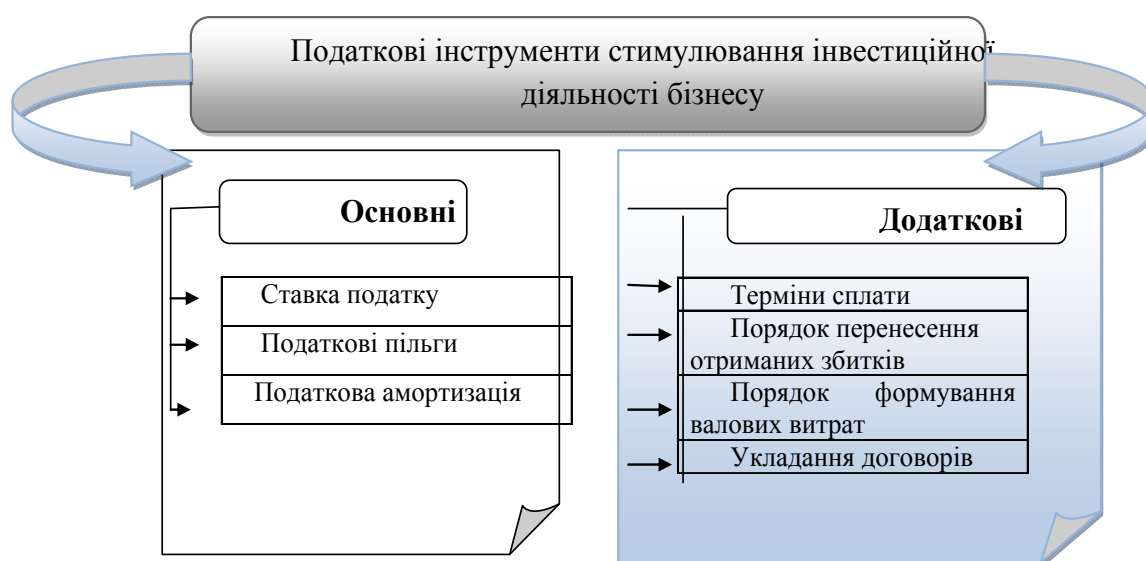 Податкові інструменти стимулювання інвестиційної
діяльності бізнесу
Основні
Ставка податку
Податкові пільги
Податкова амортизація
Додаткові
Терміни сплати
Порядок перенесення
отриманих збитків
Порядок формування
валових витрат
Укладання договорів